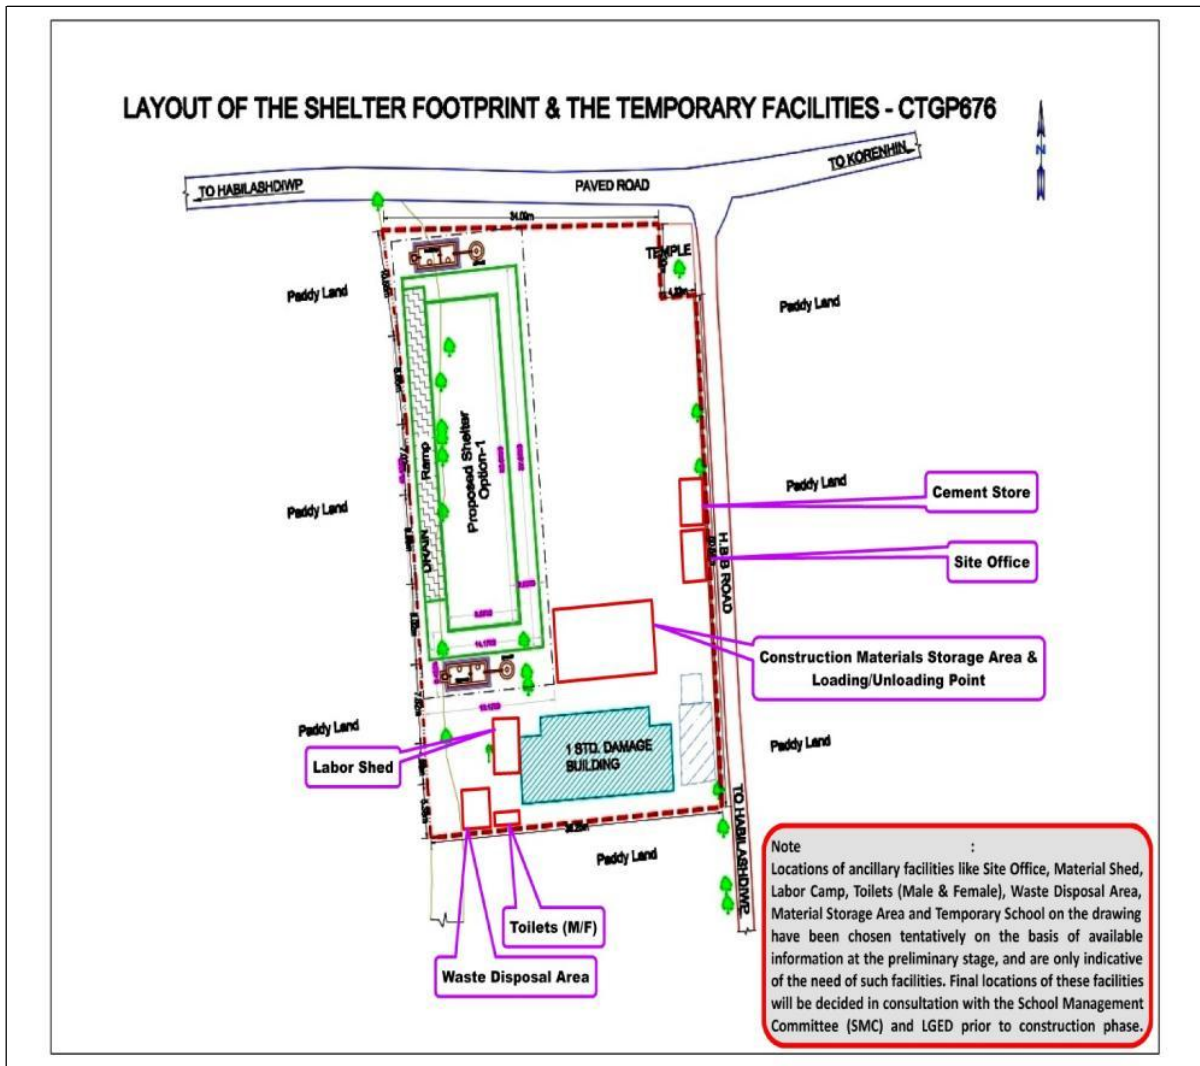 LAYOUT OF THE SHELTER FOOTPRINT & THE TEMPORARY FACILITIES - CTGP676
N
TO HABILASHDIWP
PAVED ROAD
TO KORENHIN
34.00m
TEMPLE
Paddy Land
Paddy Land
Ramp
DRAIN
Proposed Shelter
Option-1
Paddy Land
Paddy Land
Cement Store
Site Office
H.B.B ROAD
Construction Materials Storage Area &
Loading/Unloading Point
Paddy Land
Paddy Land
Labor Shed
1 STD. DAMAGE
BUILDING
TO HABILASHDIWP
Paddy Land
Toilets (M/F)
Waste Disposal Area
Note :
Locations of ancillary facilities like Site Office, Material Shed,
Labor Camp, Toilets (Male & Female), Waste Disposal Area,
Material Storage Area and Temporary School on the drawing
have been chosen tentatively on the basis of available
information at the preliminary stage, and are only indicative
of the need of such facilities. Final locations of these facilities
will be decided in consultation with the School Management
Committee (SMC) and LGED prior to construction phase.